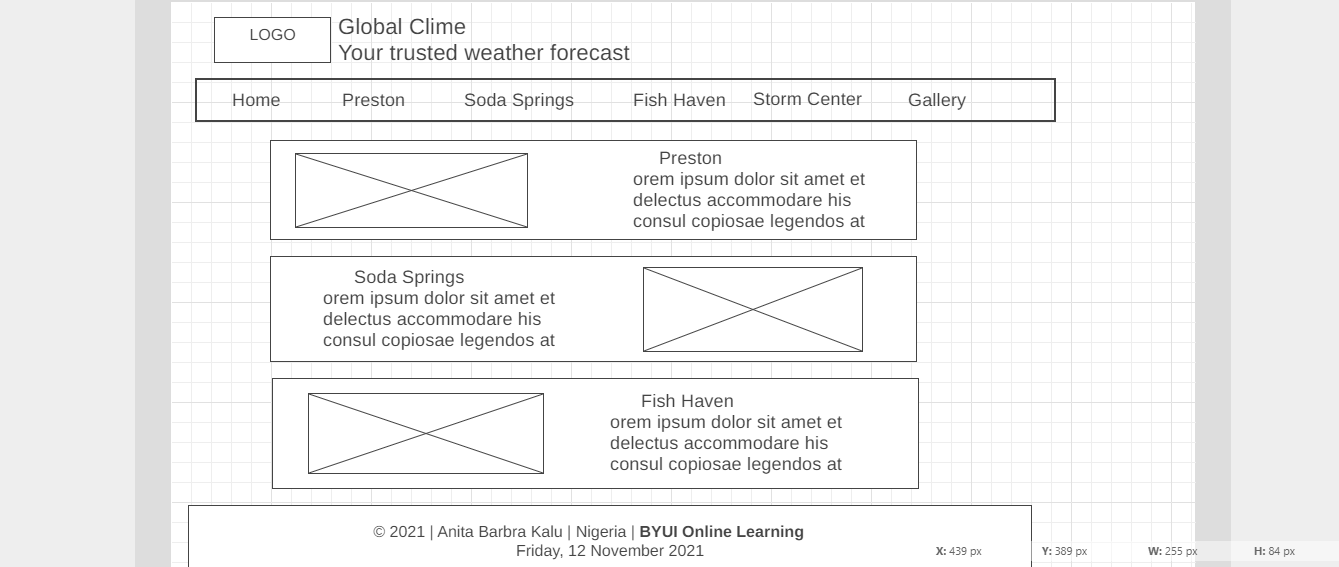 LOGO
Global Clime
Your trusted weather forecast
Home Preston Soda Springs Fish Haven Storm Center Gallery
Preston
orem ipsum dolor sit amet et
delectus accommodare his
consul copiosae legendos at
Soda Springs
orem ipsum dolor sit amet et
delectus accommodare his
consul copiosae legendos at
Fish Haven
orem ipsum dolor sit amet et
delectus accommodare his
consul copiosae legendos at
© 2021 | Anita Barbra Kalu | Nigeria | BYUI Online Learning
Friday, 12 November 2021
X: 439 px Y: 389 px W: 255 px H: 84 px